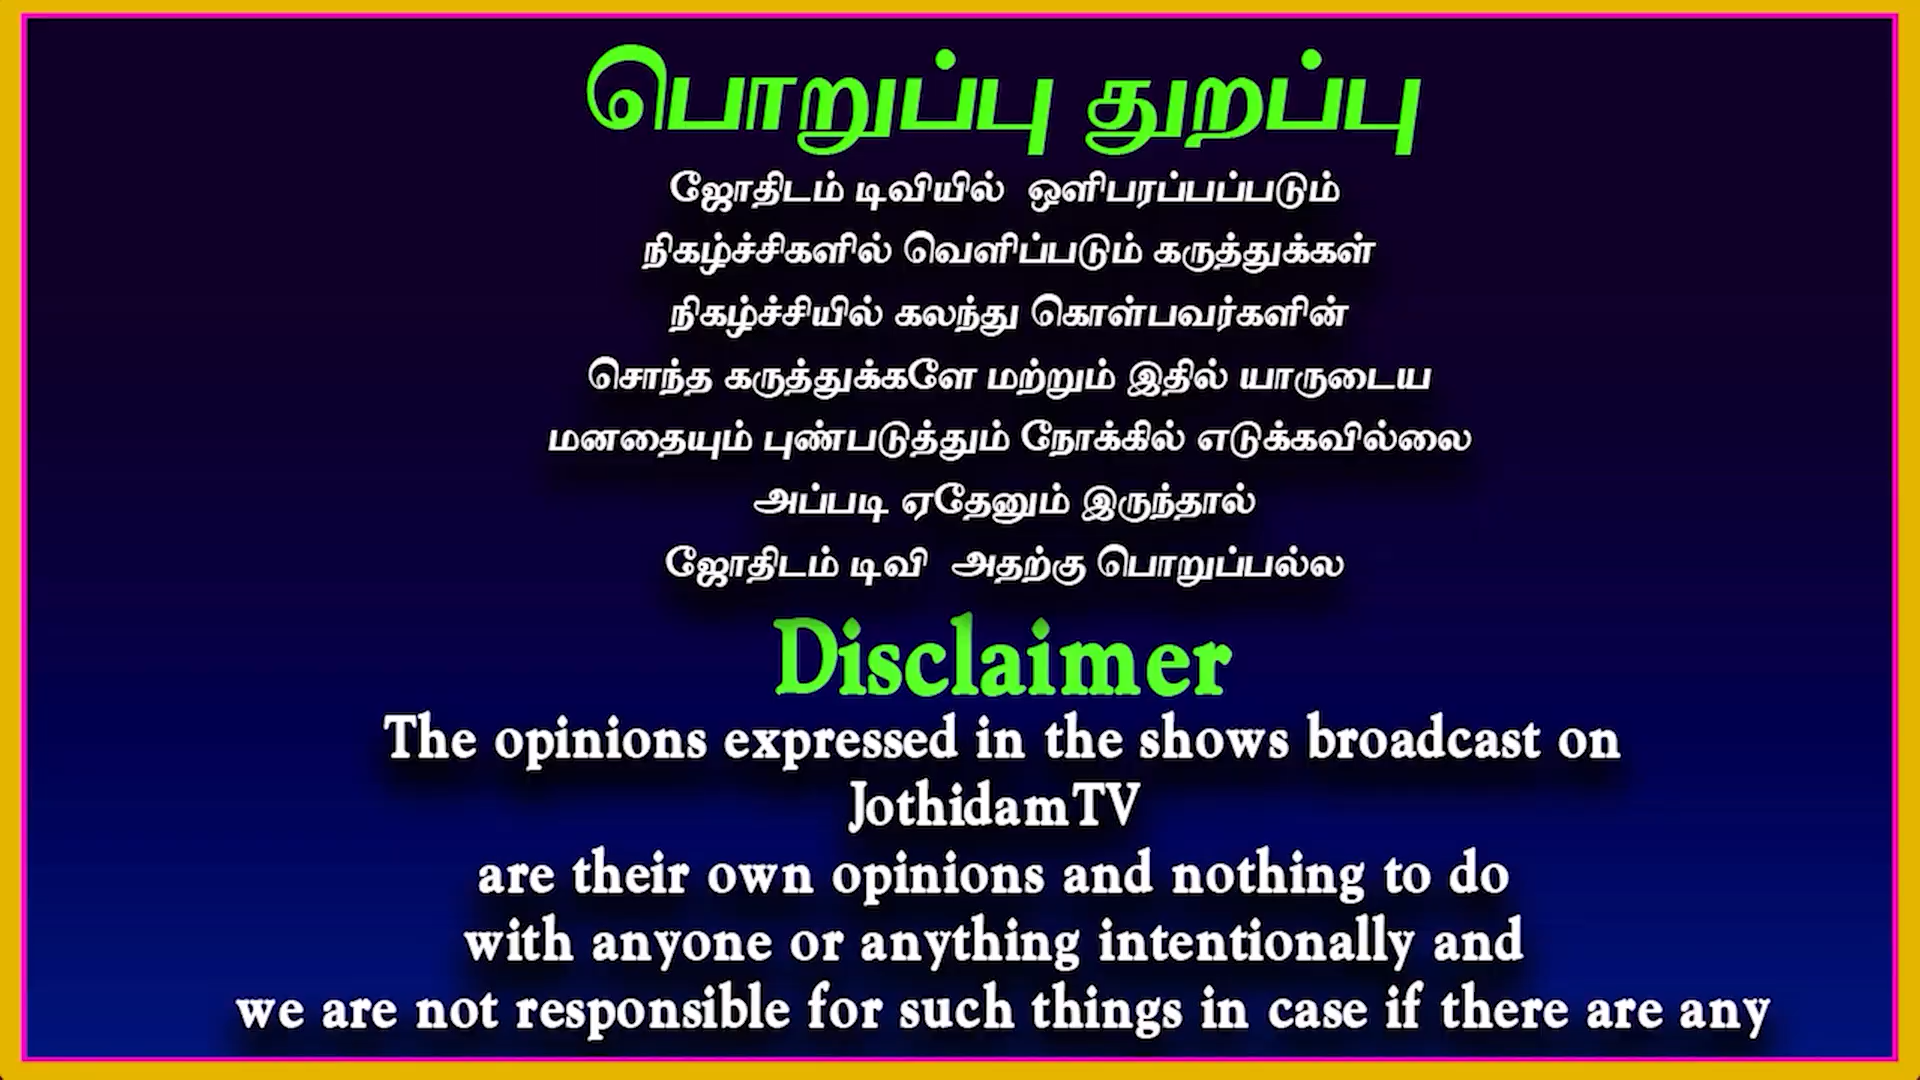 பொறுப்பு துறப்பு
ஜோதிடம் டிவியில் ஒளிபரப்பப்படும்
நிகழ்ச்சிகளில் வெளிப்படும் கருத்துக்கள்
நிகழ்ச்சியில் கலந்து கொள்பவர்களின்
சொந்த கருத்துக்களே மற்றும் இதில் யாருடைய
மனதையும் புண்படுத்தும் நோக்கில் எடுக்கவில்லை
அப்படி ஏதேனும் இருந்தால்
ஜோதிடம் டிவி அதற்கு பொறுப்பல்ல
Disclaimer
The opinions expressed in the shows broadcast on
JothidamTV
are their own opinions and nothing to do
with anyone or anything intentionally and
we are not responsible for such things in case if there are any